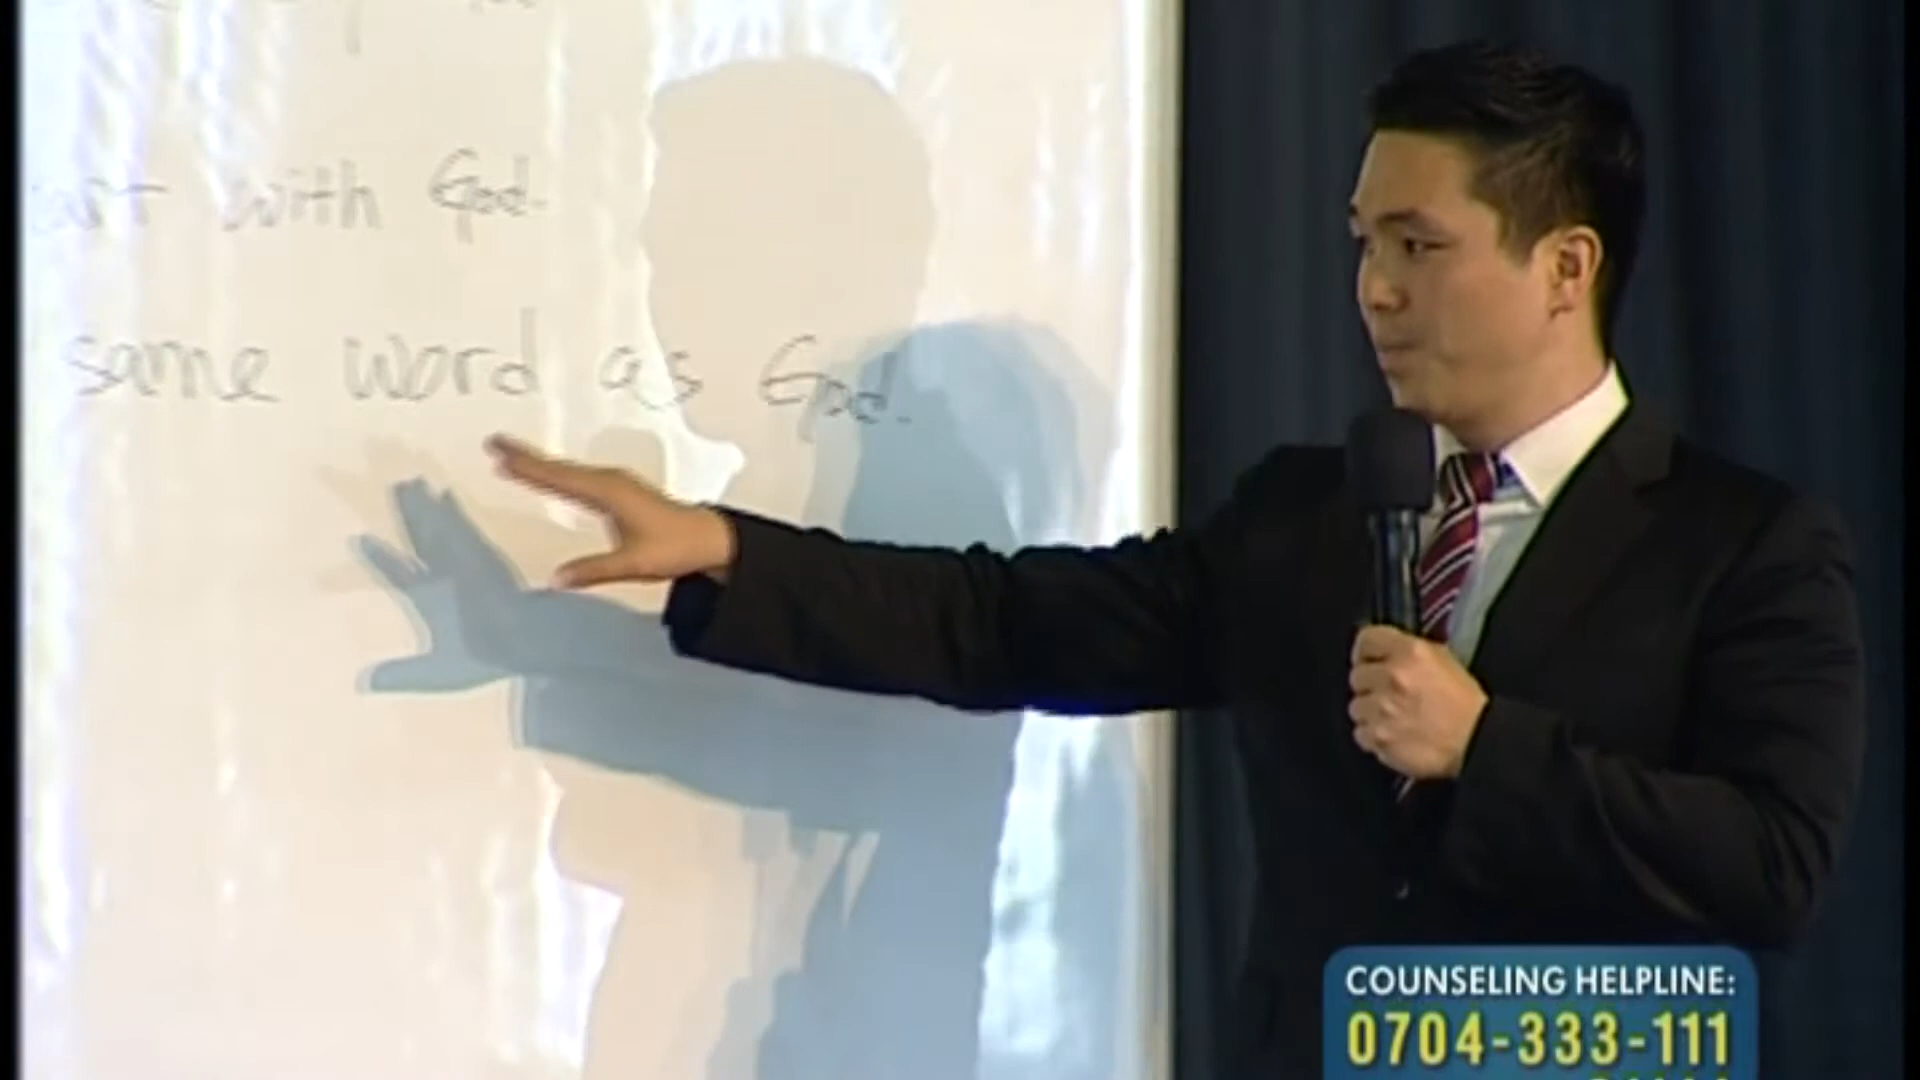 with God.
same word as God.
COUNSELING HELPLINE:
0704-333-111